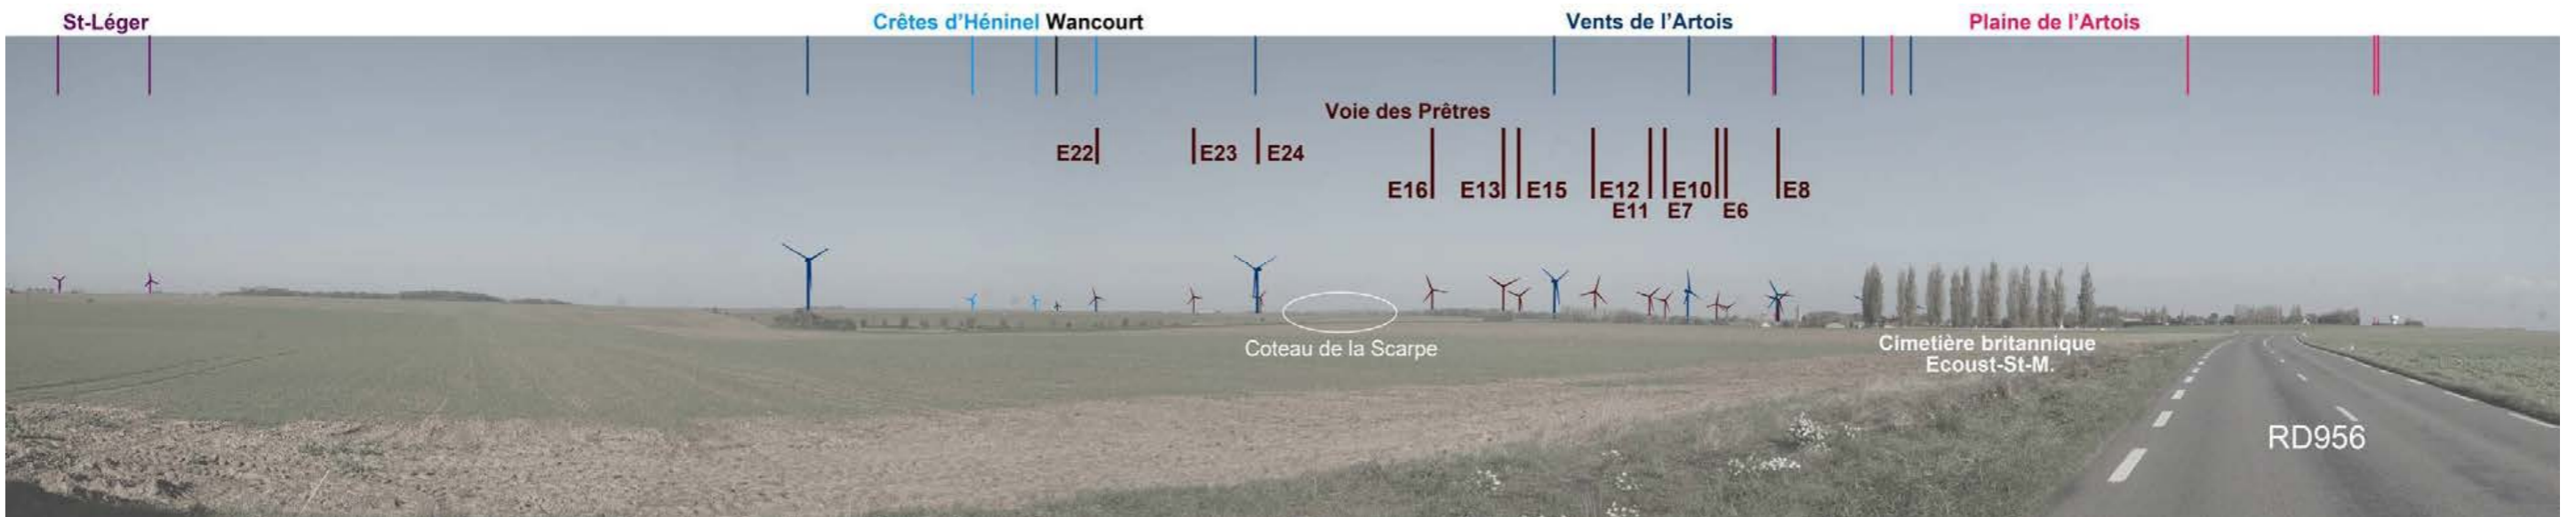 St-Léger
Crêtes d'Héninel Wancourt
Vents de l'Artois
Plaine de l'Artois
Voie des Prêtres
E22 E23 E24
E16 E13 E15 E12 E10 E8
E11 E7 E6
Coteau de la Scarpe
Cimetière britannique
Ecoust-St-M.
RD956